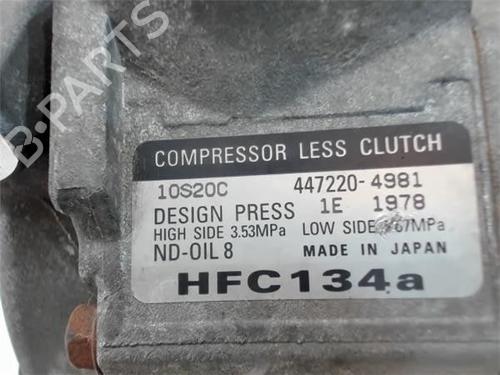 B-PARTS
COMPRESSOR LESS CLUTCH
10S20C 447220-4981
DESIGN PRESS 1E 1978
HIGH SIDE 3.53MPa LOW SIDE
ND-OIL 8 MADE IN JAPAN
HFC134a